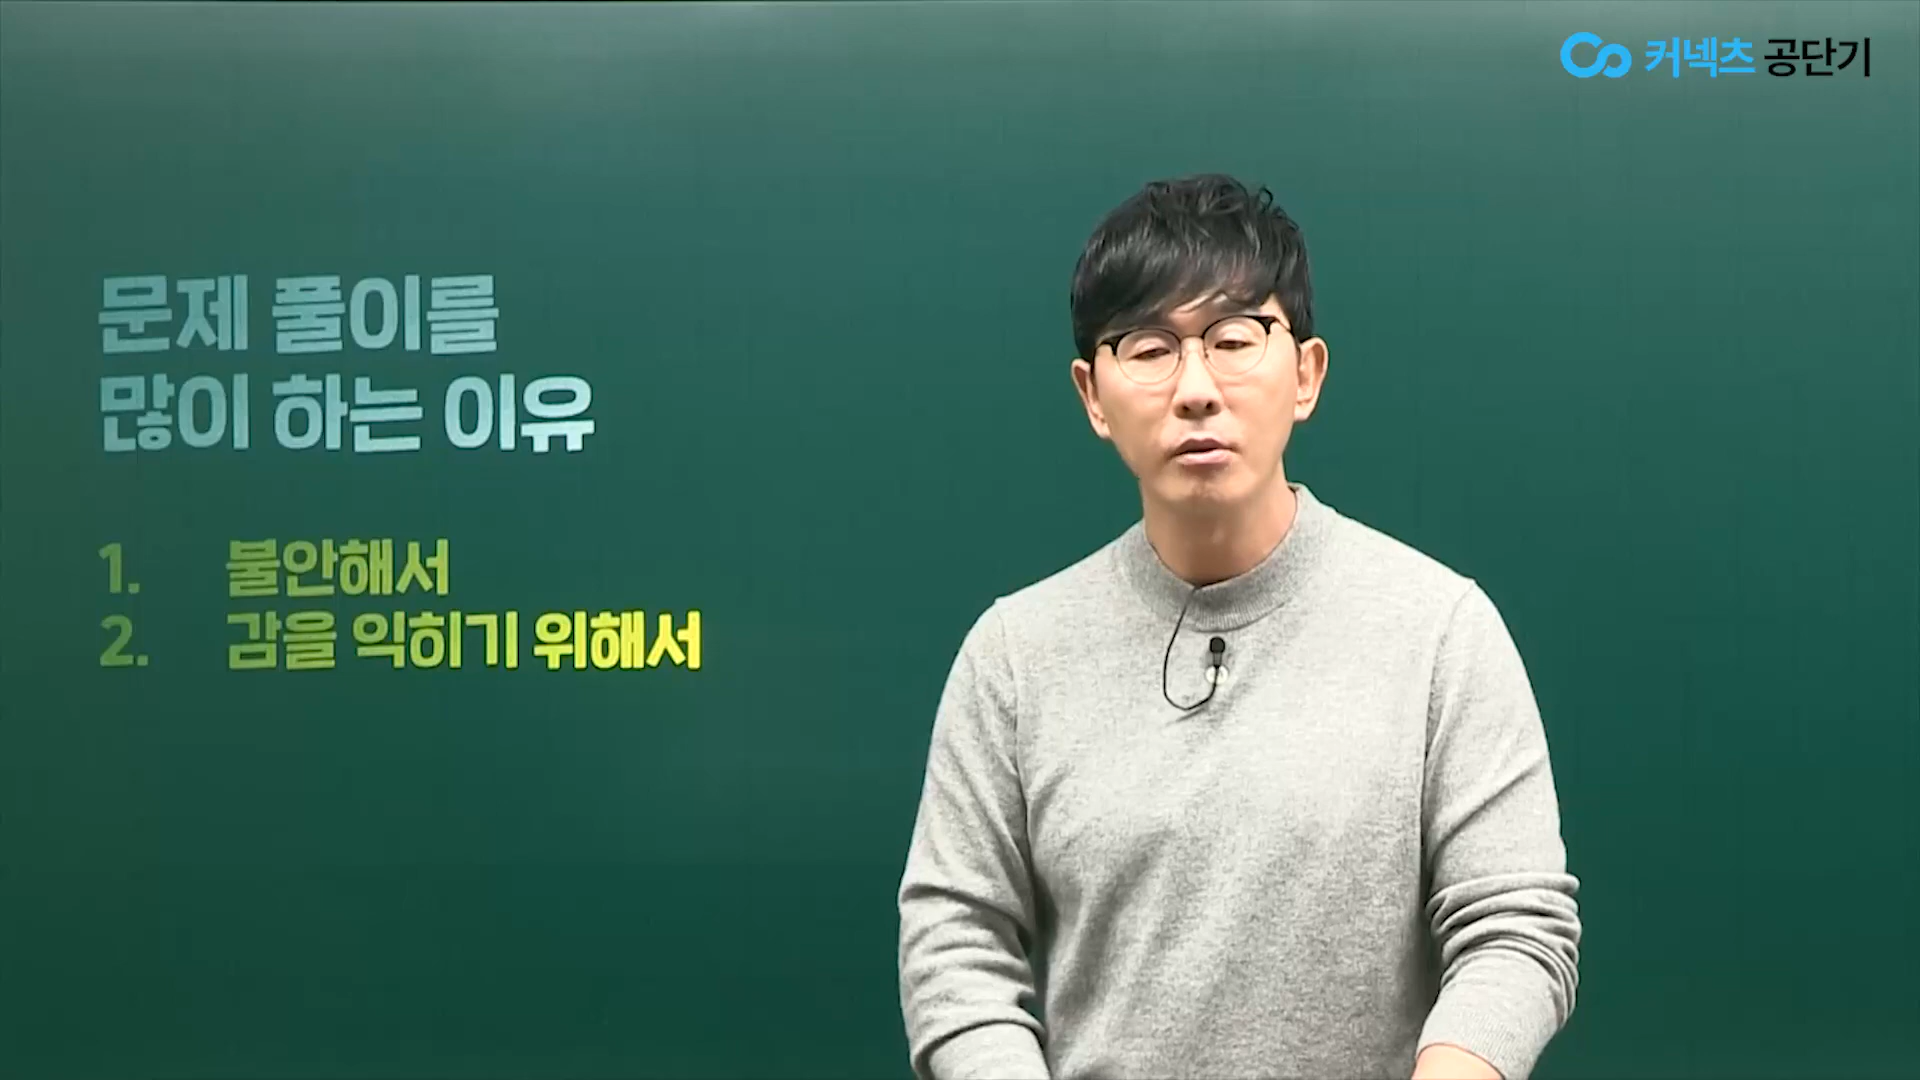 커넥츠 공단기
문제 풀이를
많이 하는 이유
1. 불안해서
2. 감을 익히기 위해서